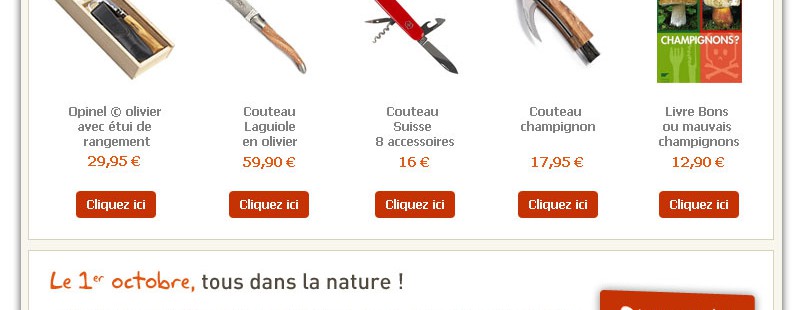 CHAMPIGNONS?
Opinel © olivier
avec étui de
rangement
29,95 €
Couteau
Laguiole
en olivier
59,90 €
Couteau
Suisse
8 accessoires
16 €
Couteau
champignon
17,95 €
Livre Bons
ou mauvais
champignons
12,90 €
Cliquez ici
Cliquez ici
Cliquez ici
Cliquez ici
Cliquez ici
Le 1er octobre, tous dans la nature !